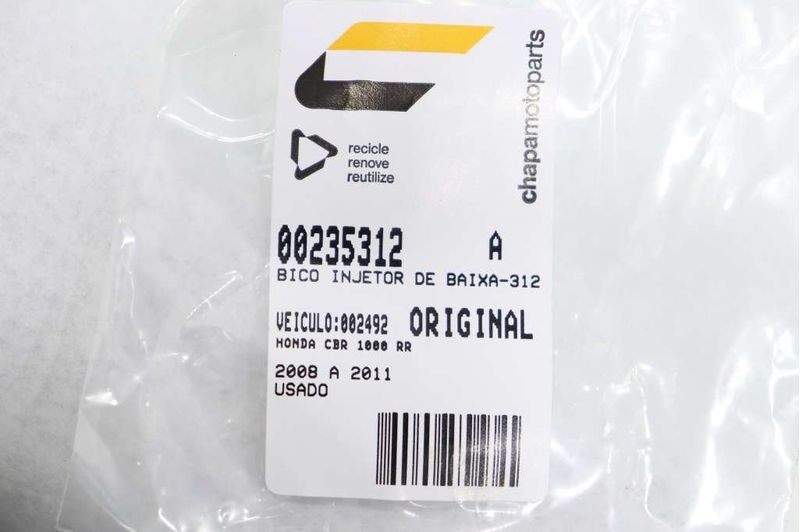 chapamotoparts
recicle
renove
reutilize
00235312 A
BICO INJETOR DE BAIXA-312
VEICULO:002492 ORIGINAL
HONDA CBR 1000 RR
2008 A 2011
USADO